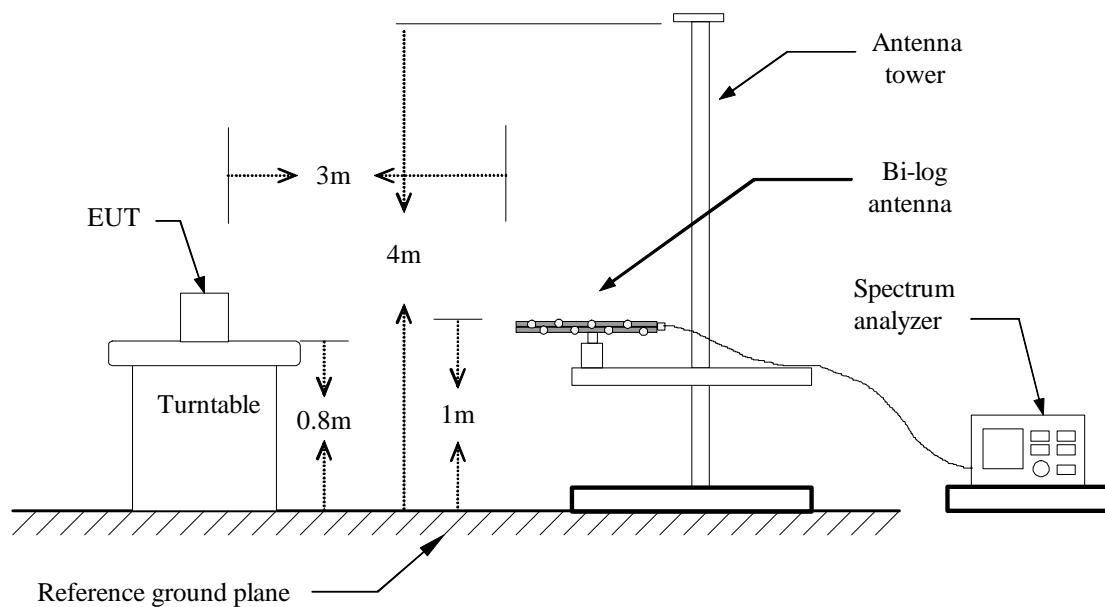 Antenna
tower
3m
Bi-log
antenna
EUT
4m
Spectrum
analyzer
Turntable
0.8m
1m
Reference ground plane